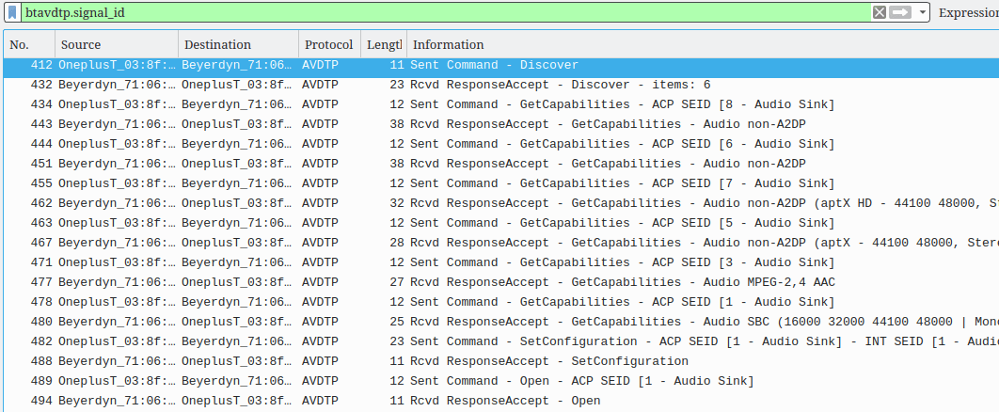 btavdtp.signal_id Expression
No. Source Destination Protocol Length Information
412 OneplusT_03:8f:… Beyerdyn_71:06… AVDTP 11 Sent Command - Discover
432 Beyerdyn_71:06:… OneplusT_03:8f… AVDTP 23 Rcvd ResponseAccept - Discover - items: 6
434 OneplusT_03:8f:… Beyerdyn_71:06… AVDTP 12 Sent Command - GetCapabilities - ACP SEID [8 - Audio Sink]
443 Beyerdyn_71:06:… OneplusT_03:8f… AVDTP 38 Rcvd ResponseAccept - GetCapabilities - Audio non-A2DP
444 OneplusT_03:8f:… Beyerdyn_71:06… AVDTP 12 Sent Command - GetCapabilities - ACP SEID [6 - Audio Sink]
451 Beyerdyn_71:06:… OneplusT_03:8f… AVDTP 38 Rcvd ResponseAccept - GetCapabilities - Audio non-A2DP
455 OneplusT_03:8f:… Beyerdyn_71:06… AVDTP 12 Sent Command - GetCapabilities - ACP SEID [7 - Audio Sink]
462 Beyerdyn_71:06:… OneplusT_03:8f… AVDTP 32 Rcvd ResponseAccept - GetCapabilities - Audio non-A2DP (aptX HD - 44100 48000, St
463 OneplusT_03:8f:… Beyerdyn_71:06… AVDTP 12 Sent Command - GetCapabilities - ACP SEID [5 - Audio Sink]
467 Beyerdyn_71:06:… OneplusT_03:8f… AVDTP 28 Rcvd ResponseAccept - GetCapabilities - Audio non-A2DP (aptX - 44100 48000, Stere
471 OneplusT_03:8f:… Beyerdyn_71:06… AVDTP 12 Sent Command - GetCapabilities - ACP SEID [3 - Audio Sink]
477 Beyerdyn_71:06:… OneplusT_03:8f… AVDTP 27 Rcvd ResponseAccept - GetCapabilities - Audio MPEG-2,4 AAC
478 OneplusT_03:8f:… Beyerdyn_71:06… AVDTP 12 Sent Command - GetCapabilities - ACP SEID [1 - Audio Sink]
480 Beyerdyn_71:06:… OneplusT_03:8f… AVDTP 25 Rcvd ResponseAccept - GetCapabilities - Audio SBC (16000 32000 44100 48000 | Mono
482 OneplusT_03:8f:… Beyerdyn_71:06… AVDTP 23 Sent Command - SetConfiguration - ACP SEID [1 - Audio Sink] - INT SEID [1 - Audio
488 Beyerdyn_71:06:… OneplusT_03:8f… AVDTP 11 Rcvd ResponseAccept - SetConfiguration
489 OneplusT_03:8f:… Beyerdyn_71:06… AVDTP 12 Sent Command - Open - ACP SEID [1 - Audio Sink]
494 Beyerdyn_71:06:… OneplusT_03:8f… AVDTP 11 Rcvd ResponseAccept - Open